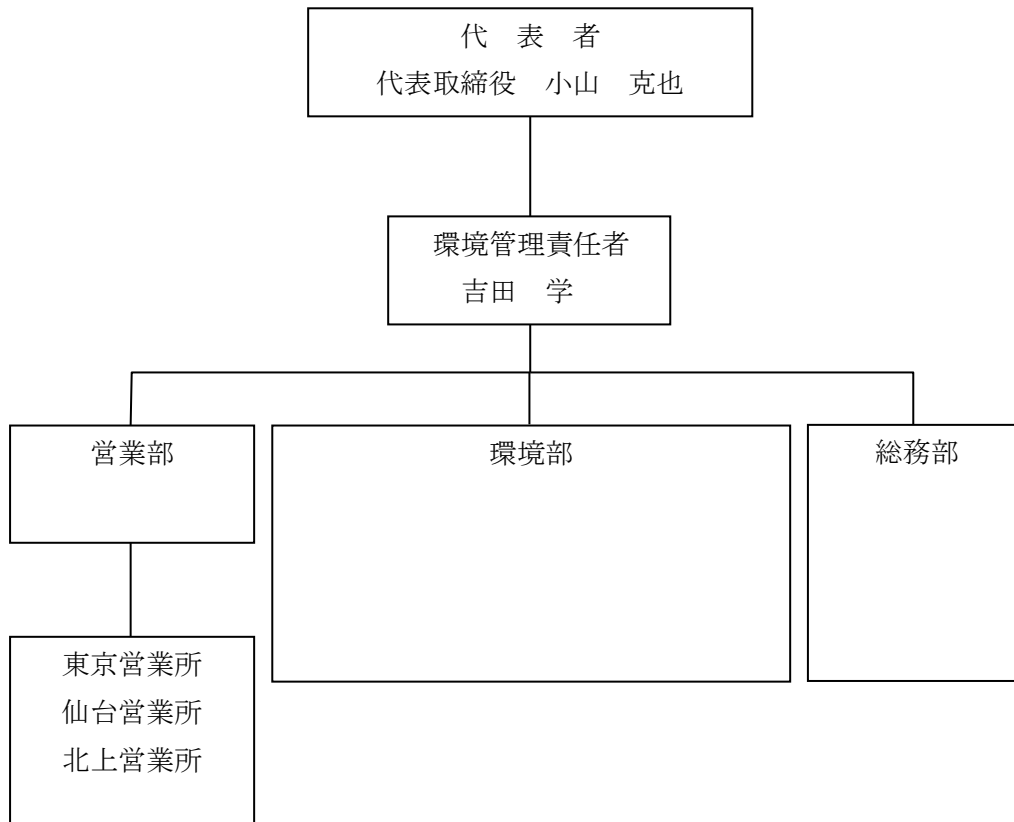 代　表　者
代表取締役　小山　克也
環境管理責任者
吉田　学
営業部
環境部
総務部
東京営業所
仙台営業所
北上営業所